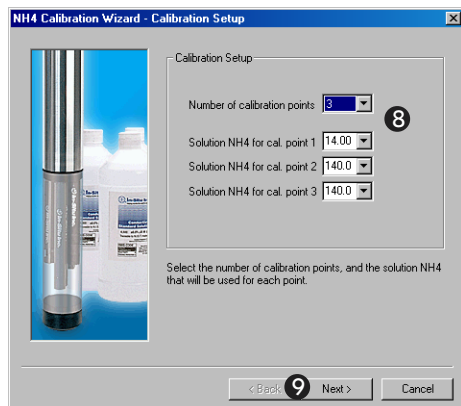 NH4 Calibration Wizard - Calibration Setup
Calibration Setup
Number of calibration points 3
8
Solution NH4 for cal. point 1 14.00
Solution NH4 for cal. point 2 140.0
Solution NH4 for cal. point 3 140.0
Select the number of calibration points, and the solution NH4
that will be used for each point.
< Back 9 Next > Cancel